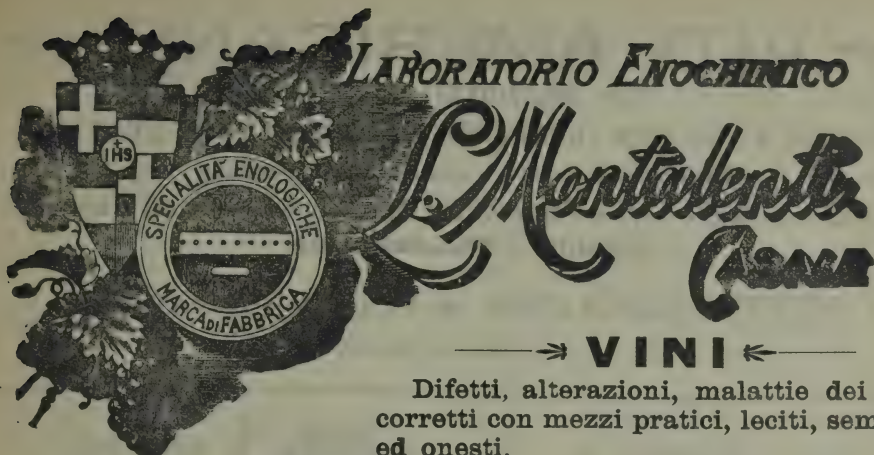 LABORATORIO ENOCHIMICO
L. Montalenti
CASALE
IHS
SPECIALITÀ ENOLOGICHE
MARCA DI FABBRICA
VINI
Difetti, alterazioni, malattie dei
corretti con mezzi pratici, leciti, sem
ed onesti.